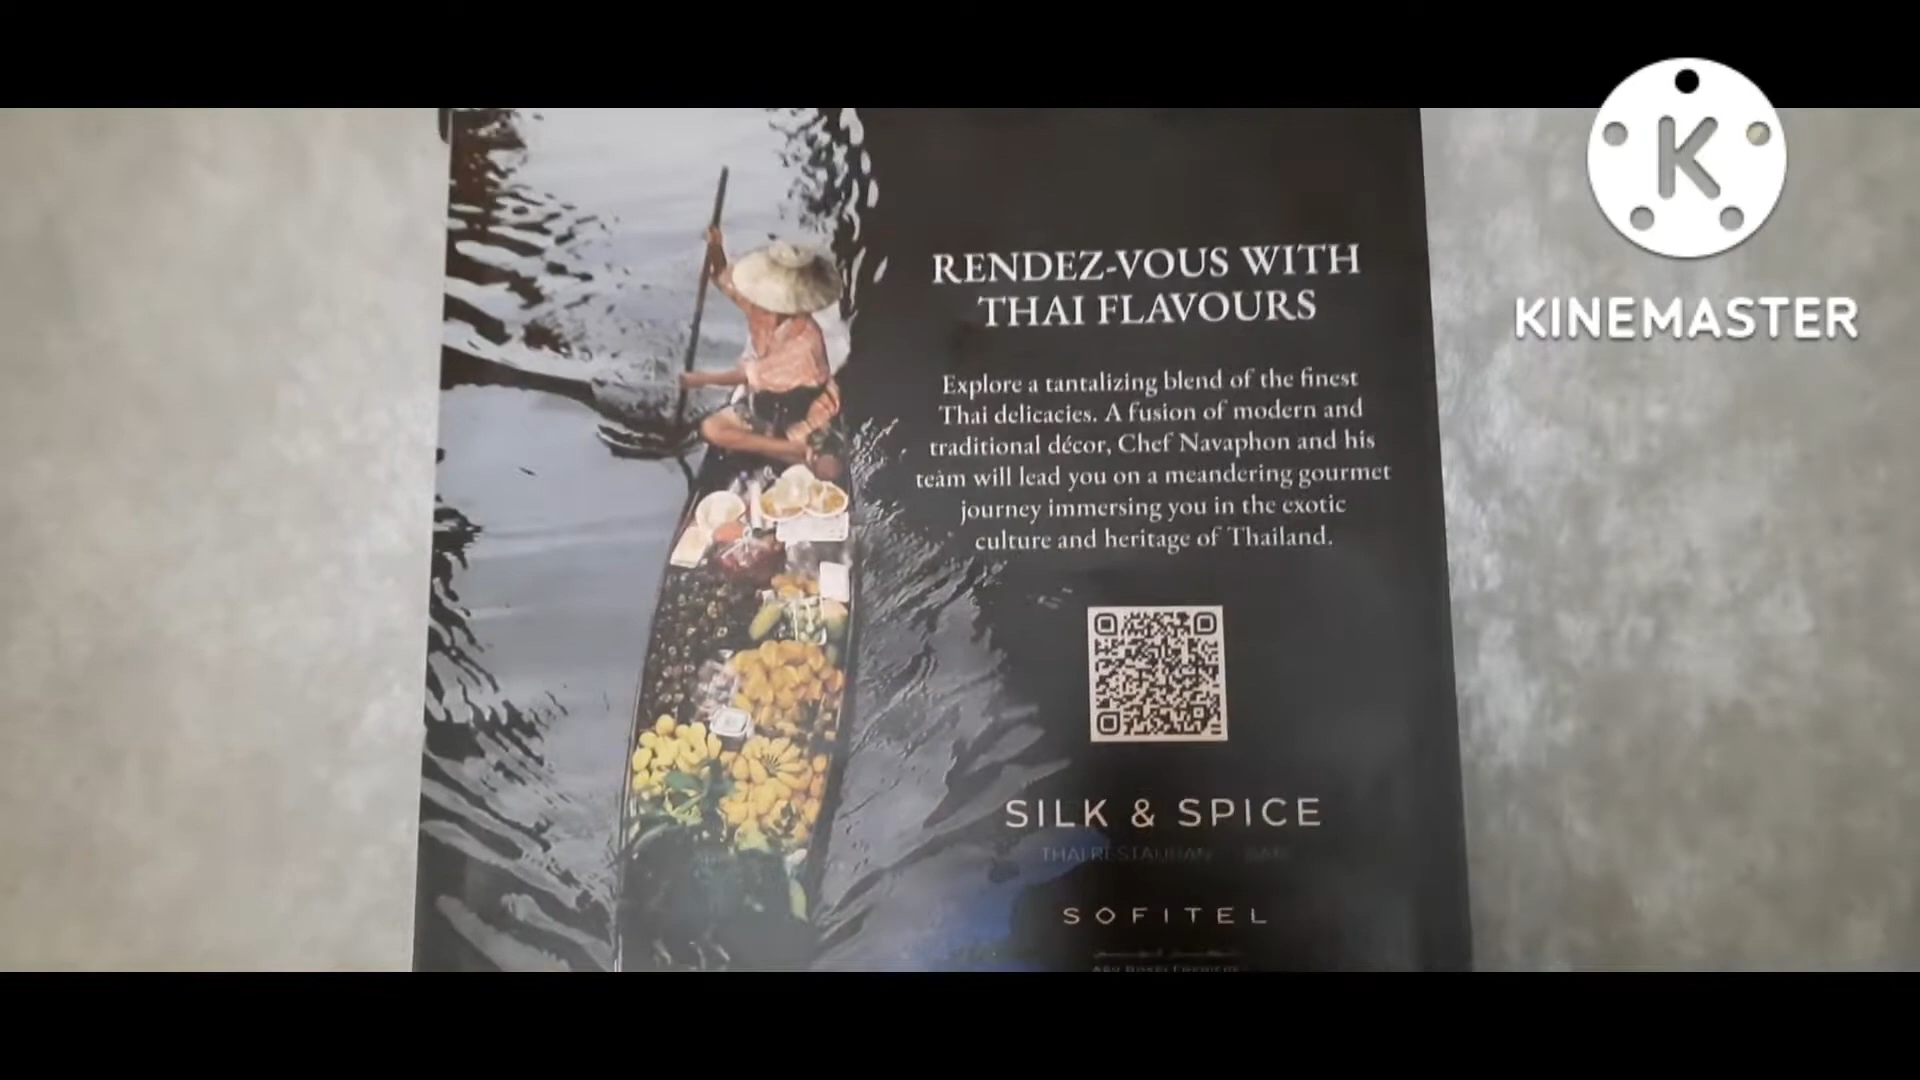 K
KINEMASTER
RENDEZ-VOUS WITH
THAI FLAVOURS
Explore a tantalizing blend of the finest
Thai delicacies. A fusion of modern and
traditional décor, Chef Navaphon and his
team will lead you on a meandering gourmet
journey immersing you in the exotic
culture and heritage of Thailand.
SILK & SPICE
THAI RESTAURAN
SOFITEL